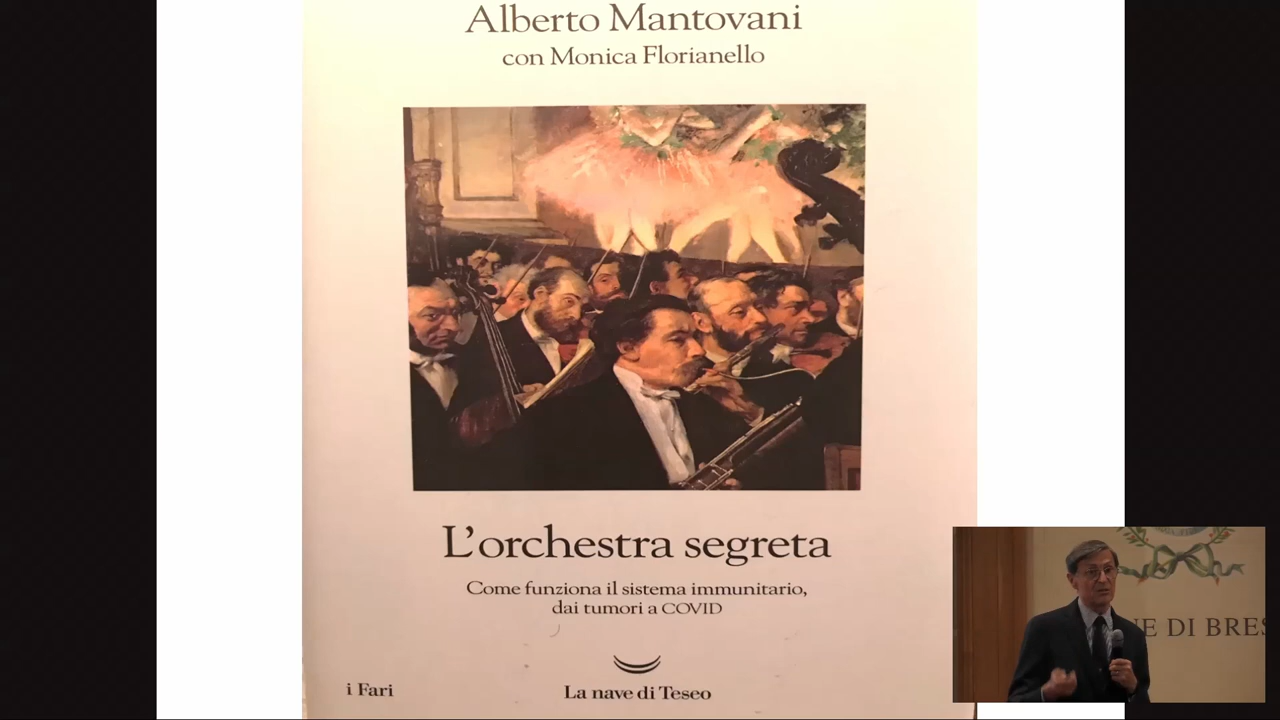 Alberto Mantovani
con Monica Florianello
L'orchestra segreta
Come funziona il sistema immunitario,
dai tumori a COVID
i Fari
La nave di Teseo
E DI BRES